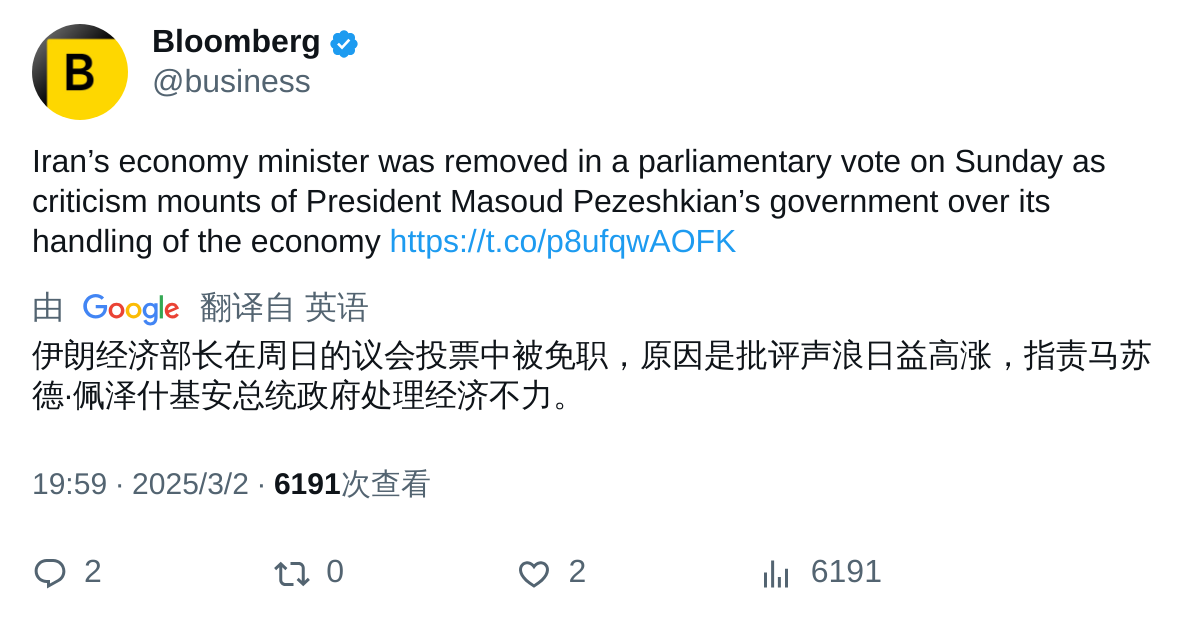 B
Bloomberg
@business
Iran’s economy minister was removed in a parliamentary vote on Sunday as
criticism mounts of President Masoud Pezeshkian’s government over its
handling of the economy https://t.co/p8ufqwAOFK
由 Google 翻译自 英语
伊朗经济部长在周日的议会投票中被免职，原因是批评声浪日益高涨，指责马苏
德·佩泽什基安总统政府处理经济不力。
19:59 · 2025/3/2 · 6191次查看
2 0 2 6191